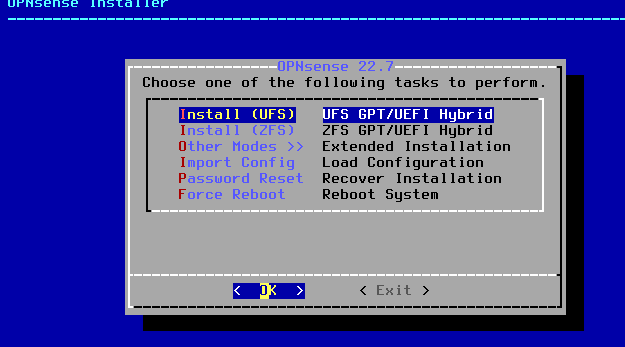 OPNsense Installer
OPNsense 22.7
Choose one of the following tasks to perform.
Install (UFS) UFS GPT/UEFI Hybrid
Install (ZFS) ZFS GPT/UEFI Hybrid
Other Modes >> Extended Installation
Import Config Load Configuration
Password Reset Recover Installation
Force Reboot Reboot System
< OK > < Exit >